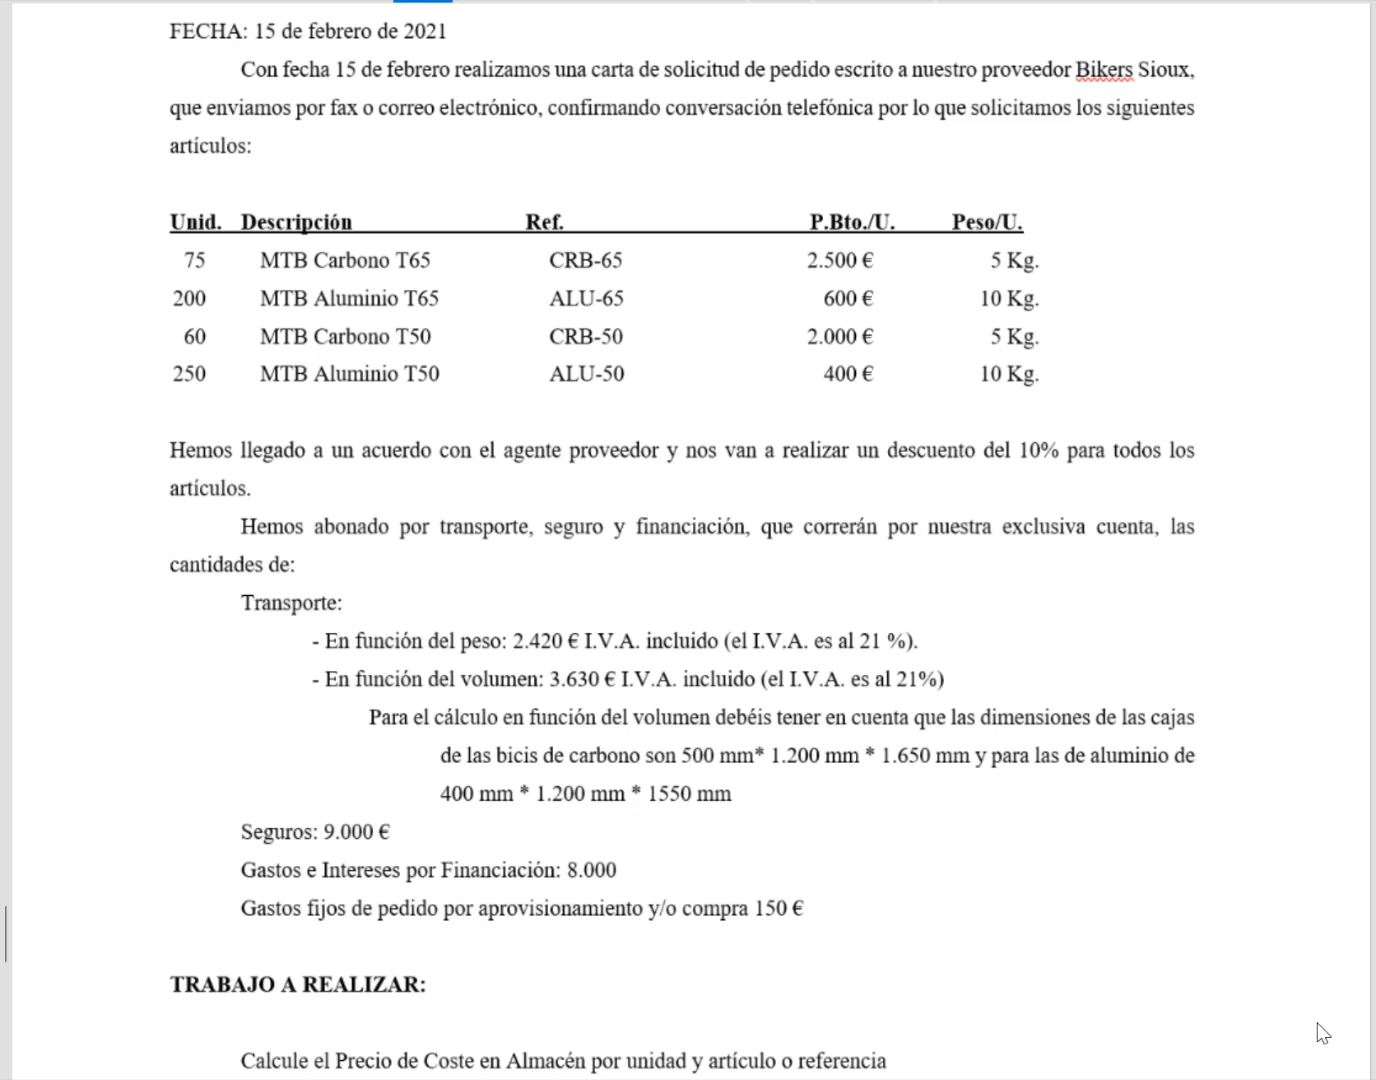 FECHA: 15 de febrero de 2021
Con fecha 15 de febrero realizamos una carta de solicitud de pedido escrito a nuestro proveedor Bikers Sioux,
que enviamos por fax o correo electrónico, confirmando conversación telefónica por lo que solicitamos los siguientes
artículos:
Unid. Descripción Ref. P.Bto./U. Peso/U.
75 MTB Carbono T65 CRB-65 2.500 € 5 Kg.
200 MTB Aluminio T65 ALU-65 600 € 10 Kg.
60 MTB Carbono T50 CRB-50 2.000 € 5 Kg.
250 MTB Aluminio T50 ALU-50 400 € 10 Kg.
Hemos llegado a un acuerdo con el agente proveedor y nos van a realizar un descuento del 10% para todos los
artículos.
Hemos abonado por transporte, seguro y financiación, que correrán por nuestra exclusiva cuenta, las
cantidades de:
Transporte:
- En función del peso: 2.420 € I.V.A. incluido (el I.V.A. es al 21 %).
- En función del volumen: 3.630 € I.V.A. incluido (el I.V.A. es al 21%)
Para el cálculo en función del volumen debéis tener en cuenta que las dimensiones de las cajas
de las bicis de carbono son 500 mm* 1.200 mm * 1.650 mm y para las de aluminio de
400 mm * 1.200 mm * 1550 mm
Seguros: 9.000 €
Gastos e Intereses por Financiación: 8.000
Gastos fijos de pedido por aprovisionamiento y/o compra 150 €
TRABAJO A REALIZAR:
Calcule el Precio de Coste en Almacén por unidad y artículo o referencia